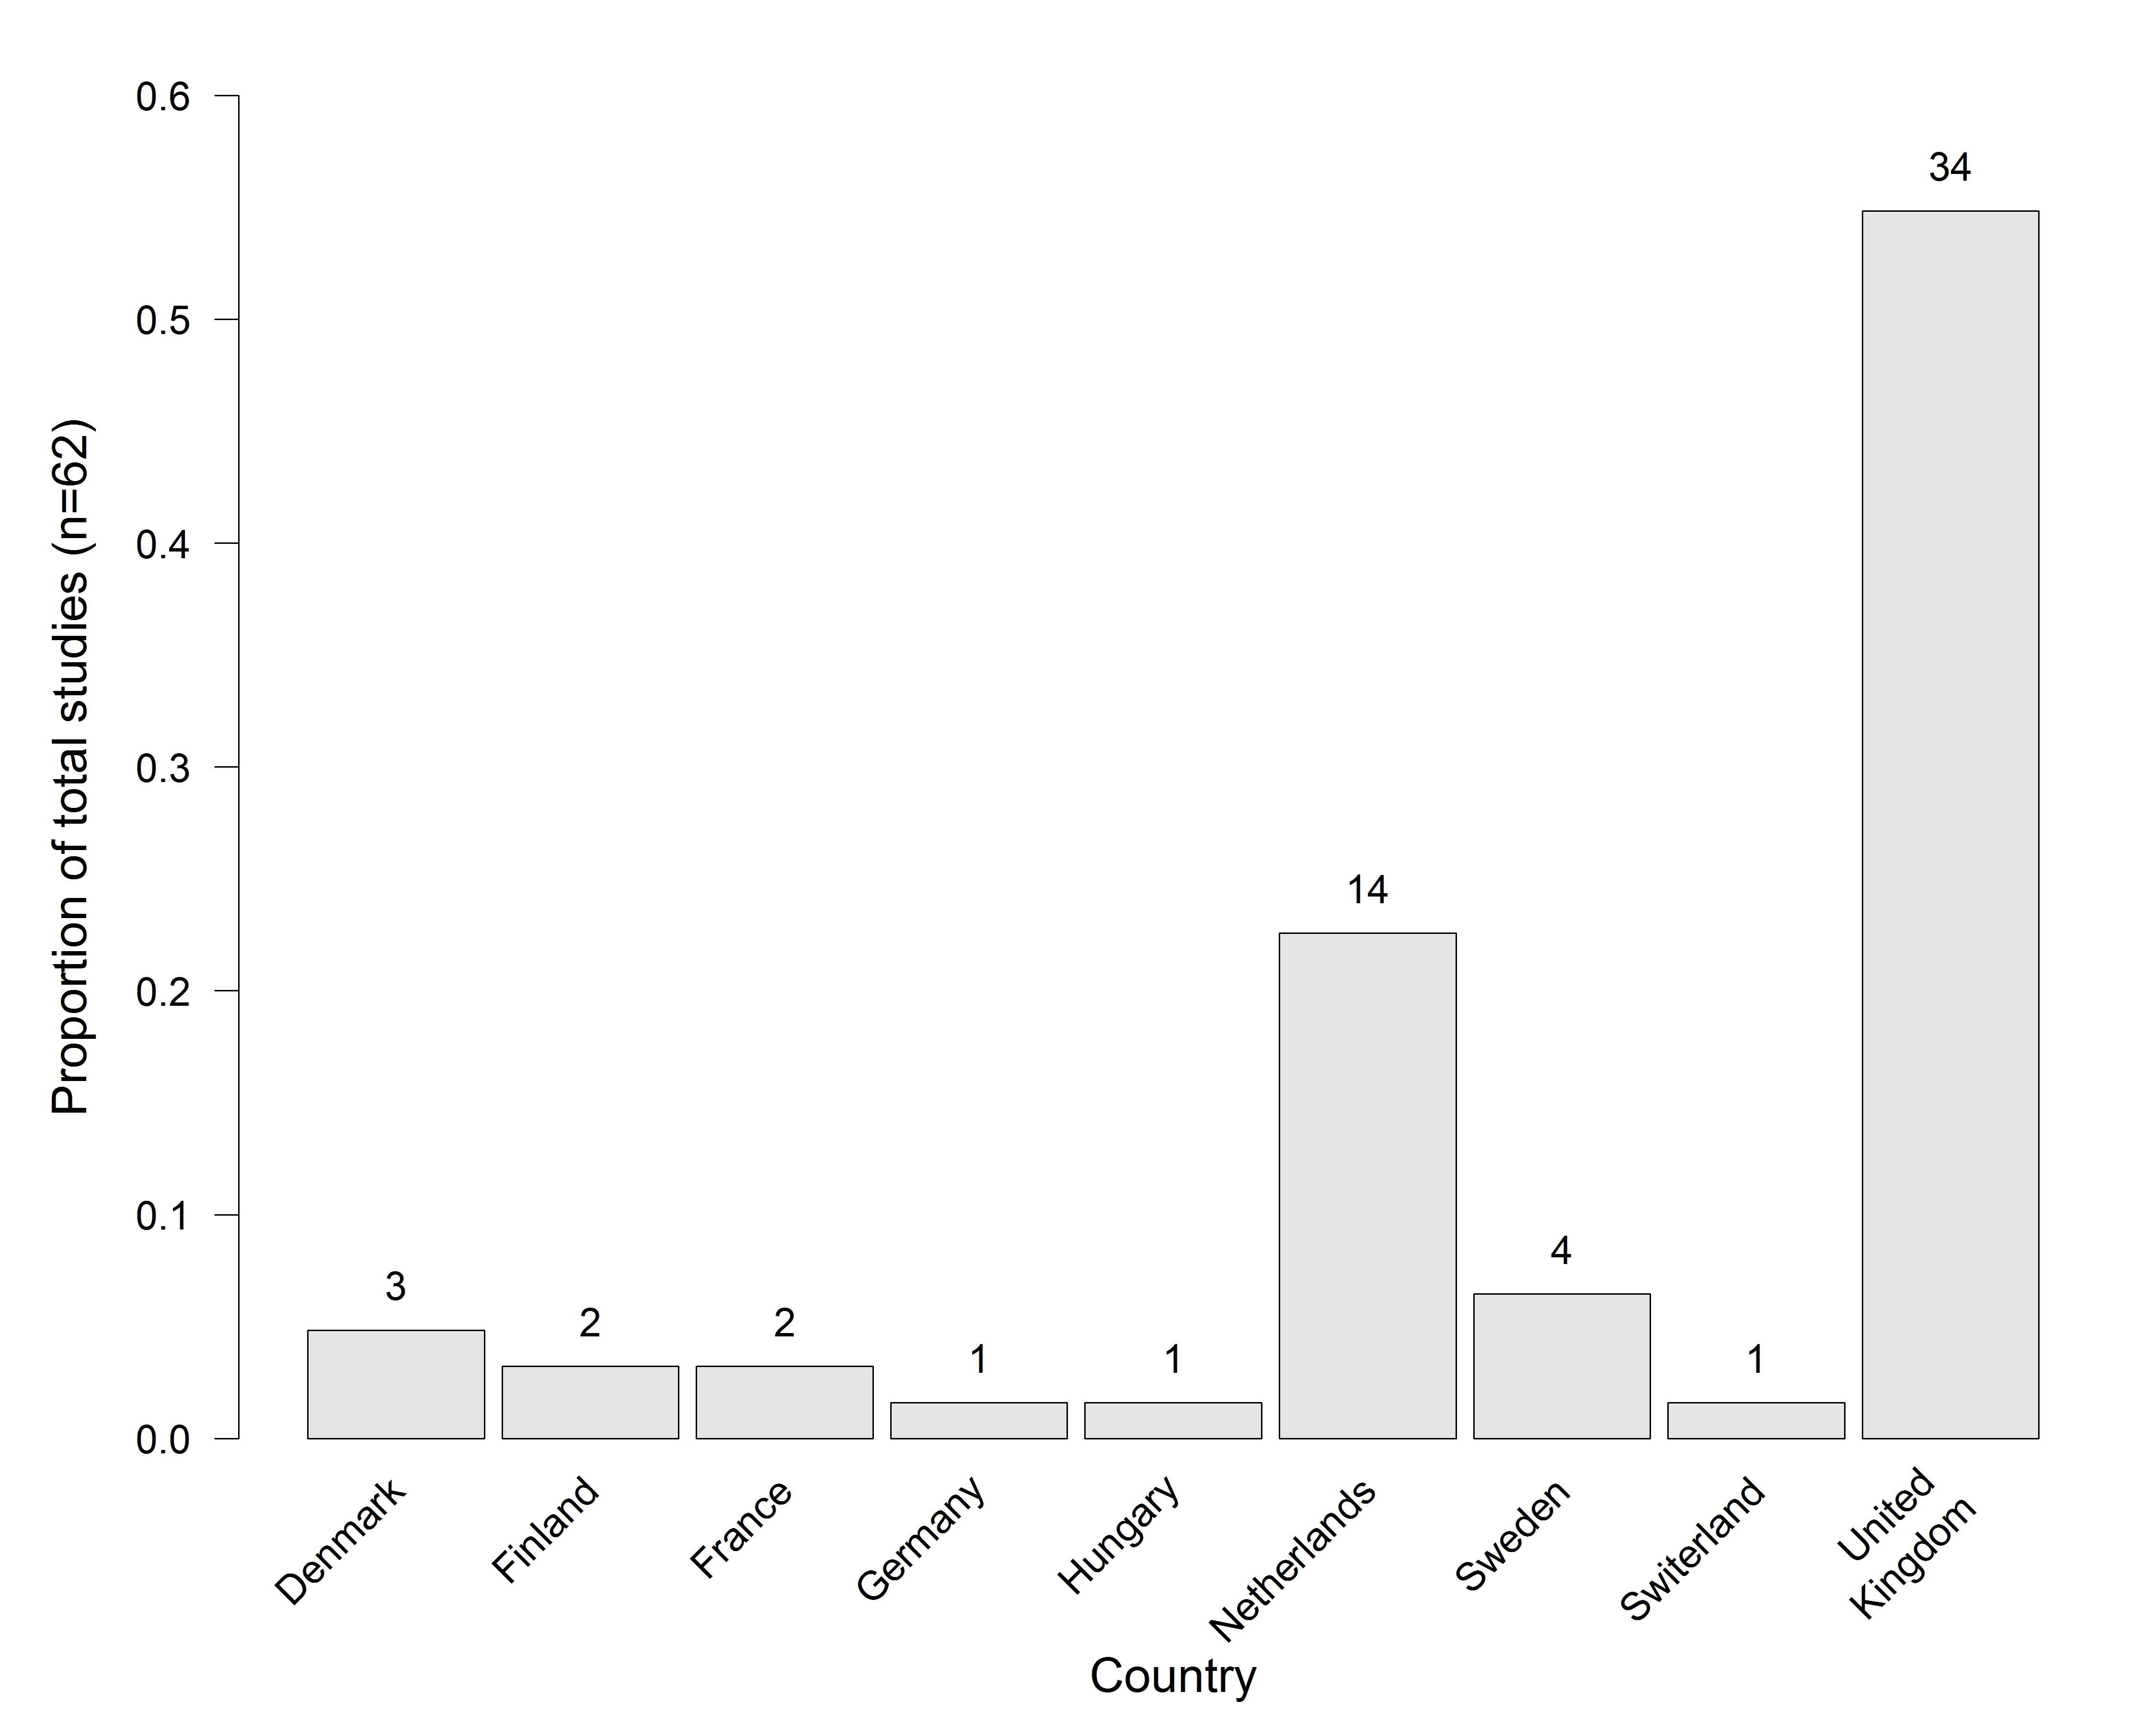 Proportion of total studies (n=62)
0.6
0.5
0.4
0.3
0.2
0.1
0.0
3
2
2
1
1
14
4
1
34
Denmark
Finland
France
Germany
Hungary
Netherlands
Sweden
Switerland
United
Kingdom
Country